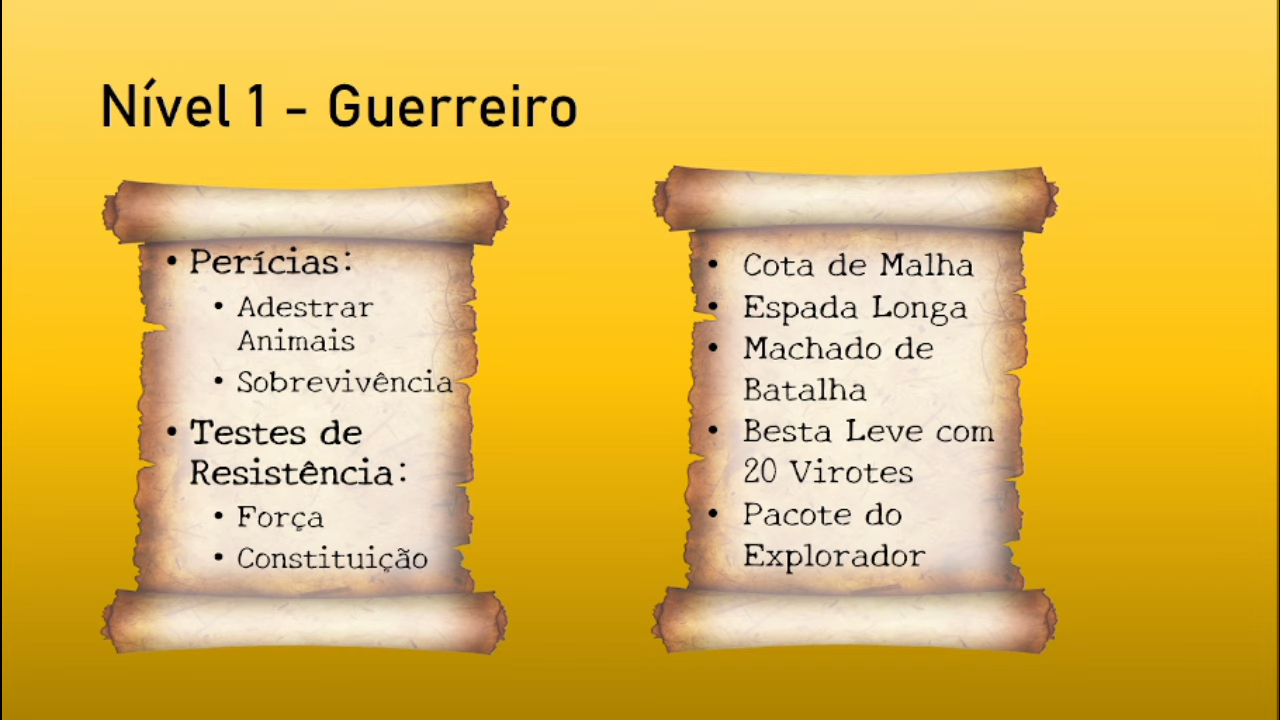 Nível 1 - Guerreiro
• Perícias:
• Adestrar
Animais
• Sobrevivência
• Testes de
Resistência:
• Força
• Constituição
• Cota de Malha
• Espada Longa
• Machado de
Batalha
• Besta Leve com
20 Virotes
• Pacote do
Explorador